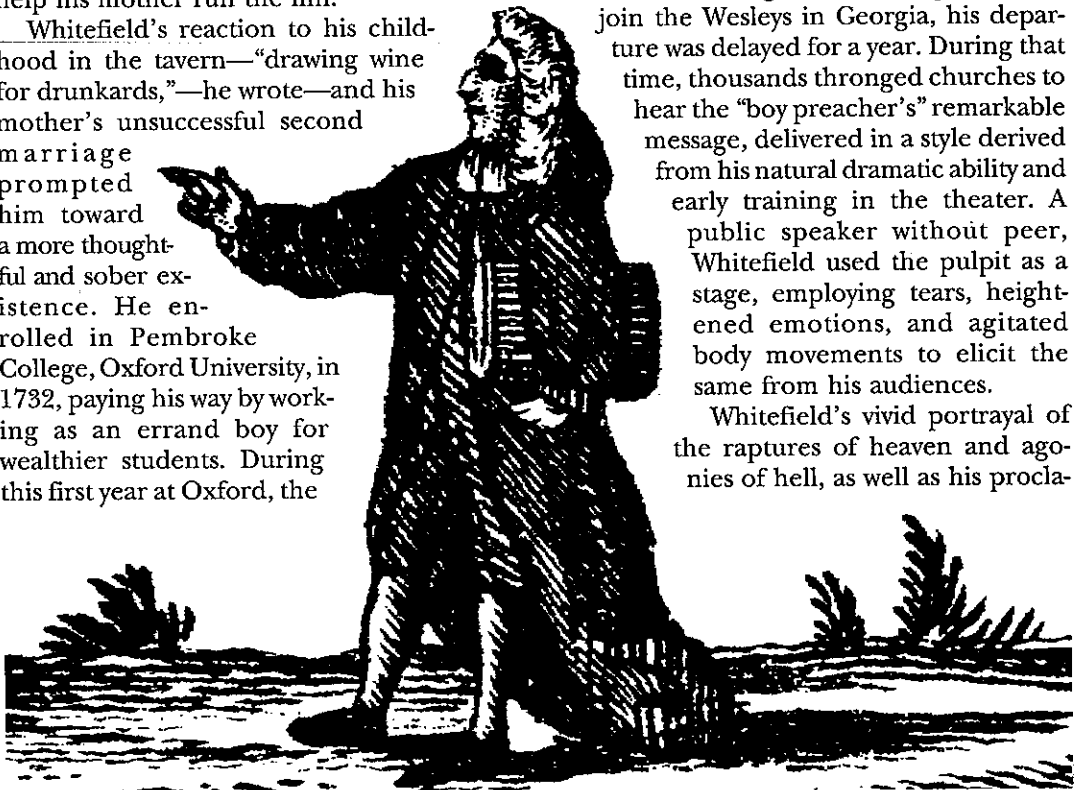 help his mother run the inn.
Whitefield's reaction to his child-
hood in the tavern—“drawing wine
for drunkards,”—he wrote—and his
mother's unsuccessful second
marriage
prompted
him toward
a more thought-
ful and sober ex-
istence. He en-
rolled in Pembroke
College, Oxford University, in
1732, paying his way by work-
ing as an errand boy for
wealthier students. During
this first year at Oxford, the
join the Wesleys in Georgia, his depar-
ture was delayed for a year. During that
time, thousands thronged churches to
hear the “boy preacher's” remarkable
message, delivered in a style derived
from his natural dramatic ability and
early training in the theater. A
public speaker without peer,
Whitefield used the pulpit as a
stage, employing tears, height-
ened emotions, and agitated
body movements to elicit the
same from his audiences.
Whitefield's vivid portrayal of
the raptures of heaven and ago-
nies of hell, as well as his procla-